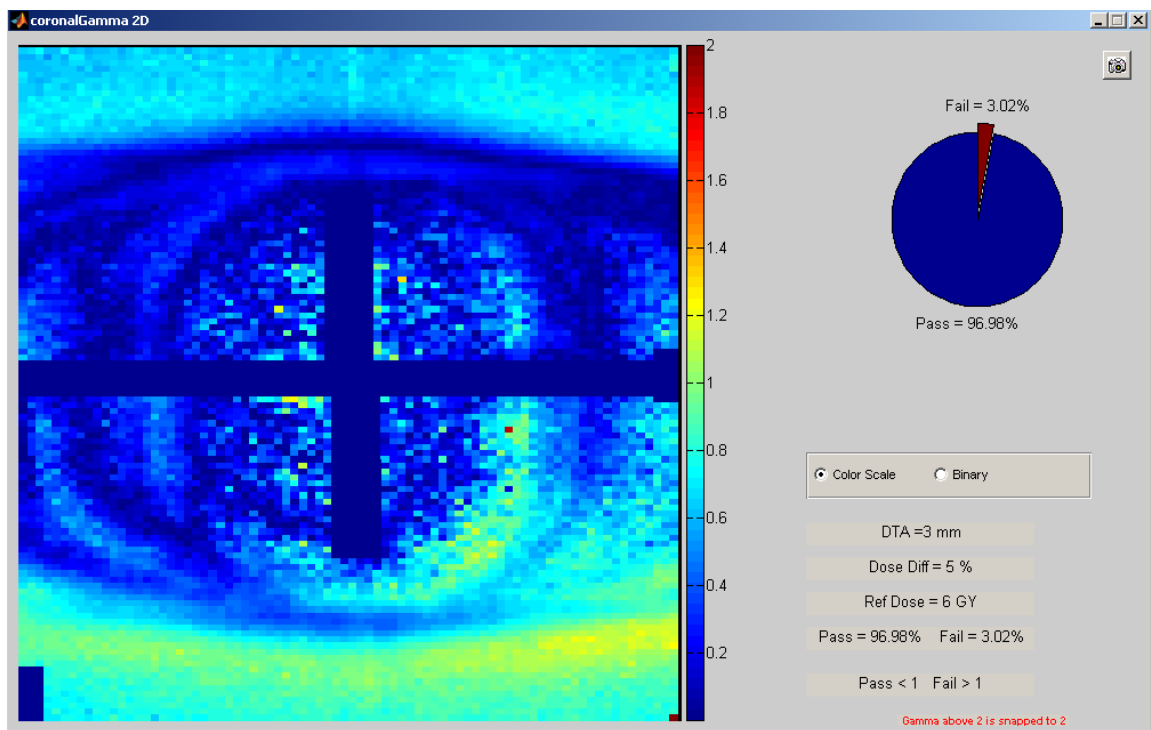 coronalGamma 2D
2
1.8
1.6
1.4
1.2
1
0.8
0.6
0.4
0.2
Fail = 3.02%
Pass = 96.98%
Color Scale Binary
DTA =3 mm
Dose Diff = 5 %
Ref Dose = 6 GY
Pass = 96.98% Fail = 3.02%
Pass < 1 Fail > 1
Gamma above 2 is snapped to 2